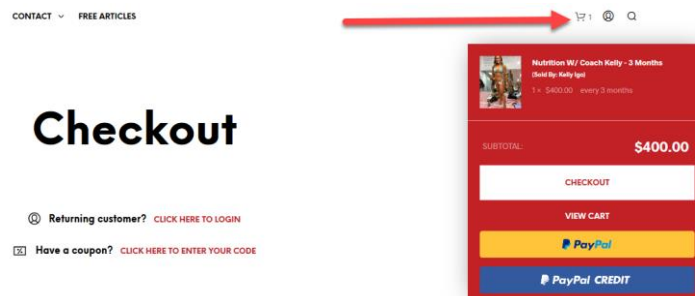 CONTACT
FREE ARTICLES
1
Nutrition W/ Coach Kelly - 3 Months
(Sold By: Kelly Igo)
1 × $400.00 every 3 months
Checkout
SUBTOTAL:
$400.00
CHECKOUT
VIEW CART
Returning customer? CLICK HERE TO LOGIN
PayPal
Have a coupon? CLICK HERE TO ENTER YOUR CODE
PayPal CREDIT